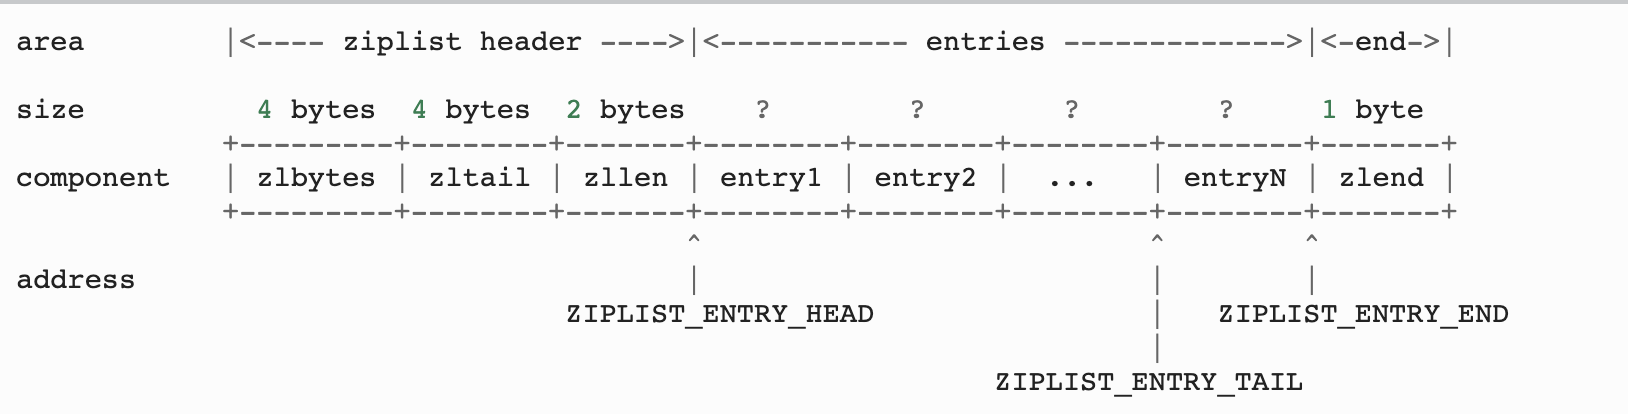 area            |<---- ziplist header ---->|<----------- entries ------------->|<-end->|
size              4 bytes  4 bytes  2 bytes    ?        ?        ?        ?     1 byte
            +---------+--------+-------+--------+--------+--------+--------+-------+
component   | zlbytes | zltail | zllen | entry1 | entry2 |  ...   | entryN | zlend |
            +---------+--------+-------+--------+--------+--------+--------+-------+
                                       ^                          ^        ^
address                                |                          |        |
                                ZIPLIST_ENTRY_HEAD                |   ZIPLIST_ENTRY_END
                                                                  |
                                                         ZIPLIST_ENTRY_TAIL